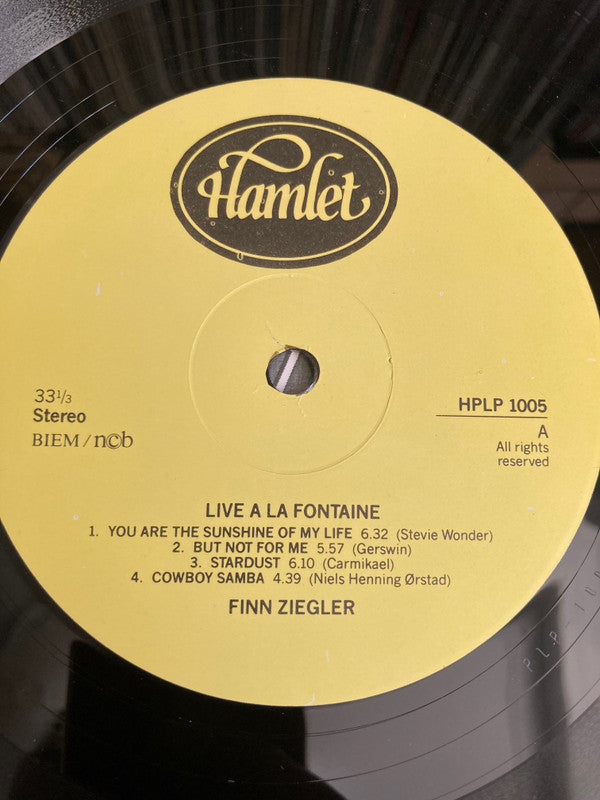 Hamlet
33⅓
Stereo
BIEM / n©b
HPLP 1005
A
All rights
reserved
LIVE A LA FONTAINE
1. YOU ARE THE SUNSHINE OF MY LIFE 6.32 (Stevie Wonder)
2. BUT NOT FOR ME 5.57 (Gerswin)
3. STARDUST 6.10 (Carmikael)
4. COWBOY SAMBA 4.39 (Niels Henning Ørstad)
FINN ZIEGLER